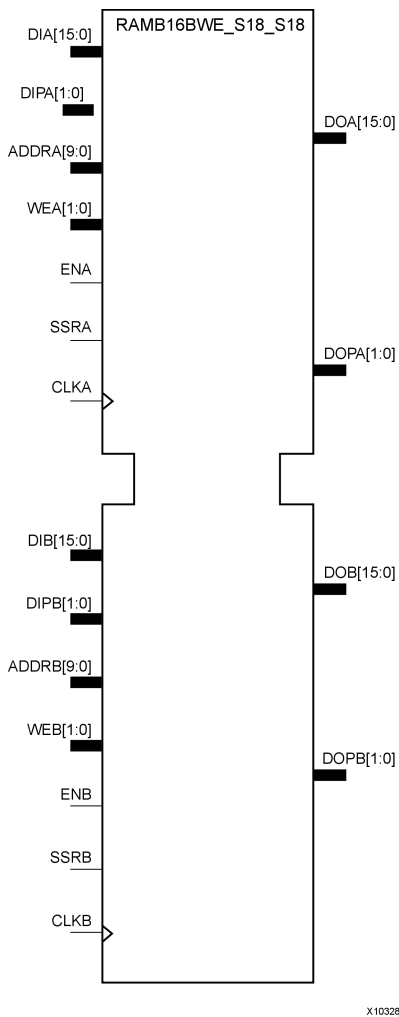 RAMB16BWE_S18_S18
DIA[15:0]
DIPA[1:0]
DOA[15:0]
ADDRA[9:0]
WEA[1:0]
ENA
SSRA
DOPA[1:0]
CLKA
DIB[15:0]
DOB[15:0]
DIPB[1:0]
ADDRB[9:0]
WEB[1:0]
DOPB[1:0]
ENB
SSRB
CLKB
X10328